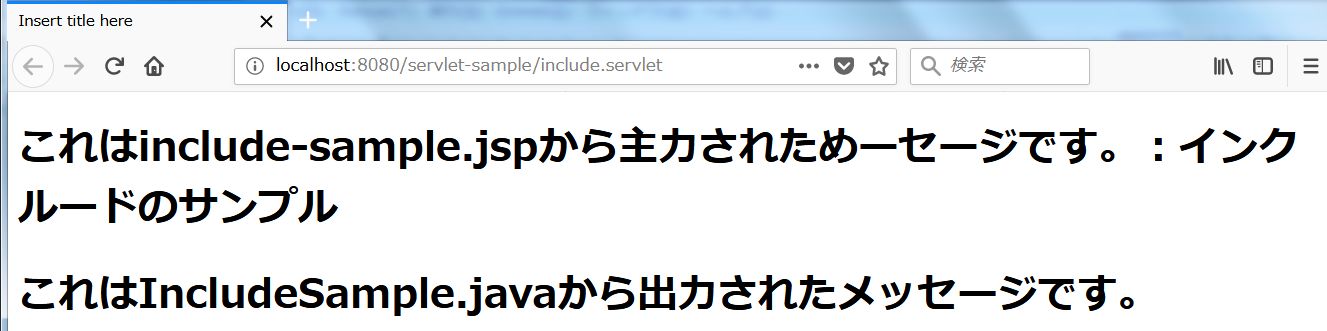 Insert title here
localhost:8080/servlet-sample/include.servlet
検索
これはinclude-sample.jspから主力されためーセージです。：インク
ルードのサンプル
これはIncludeSample.javaから出力されたメッセージです。